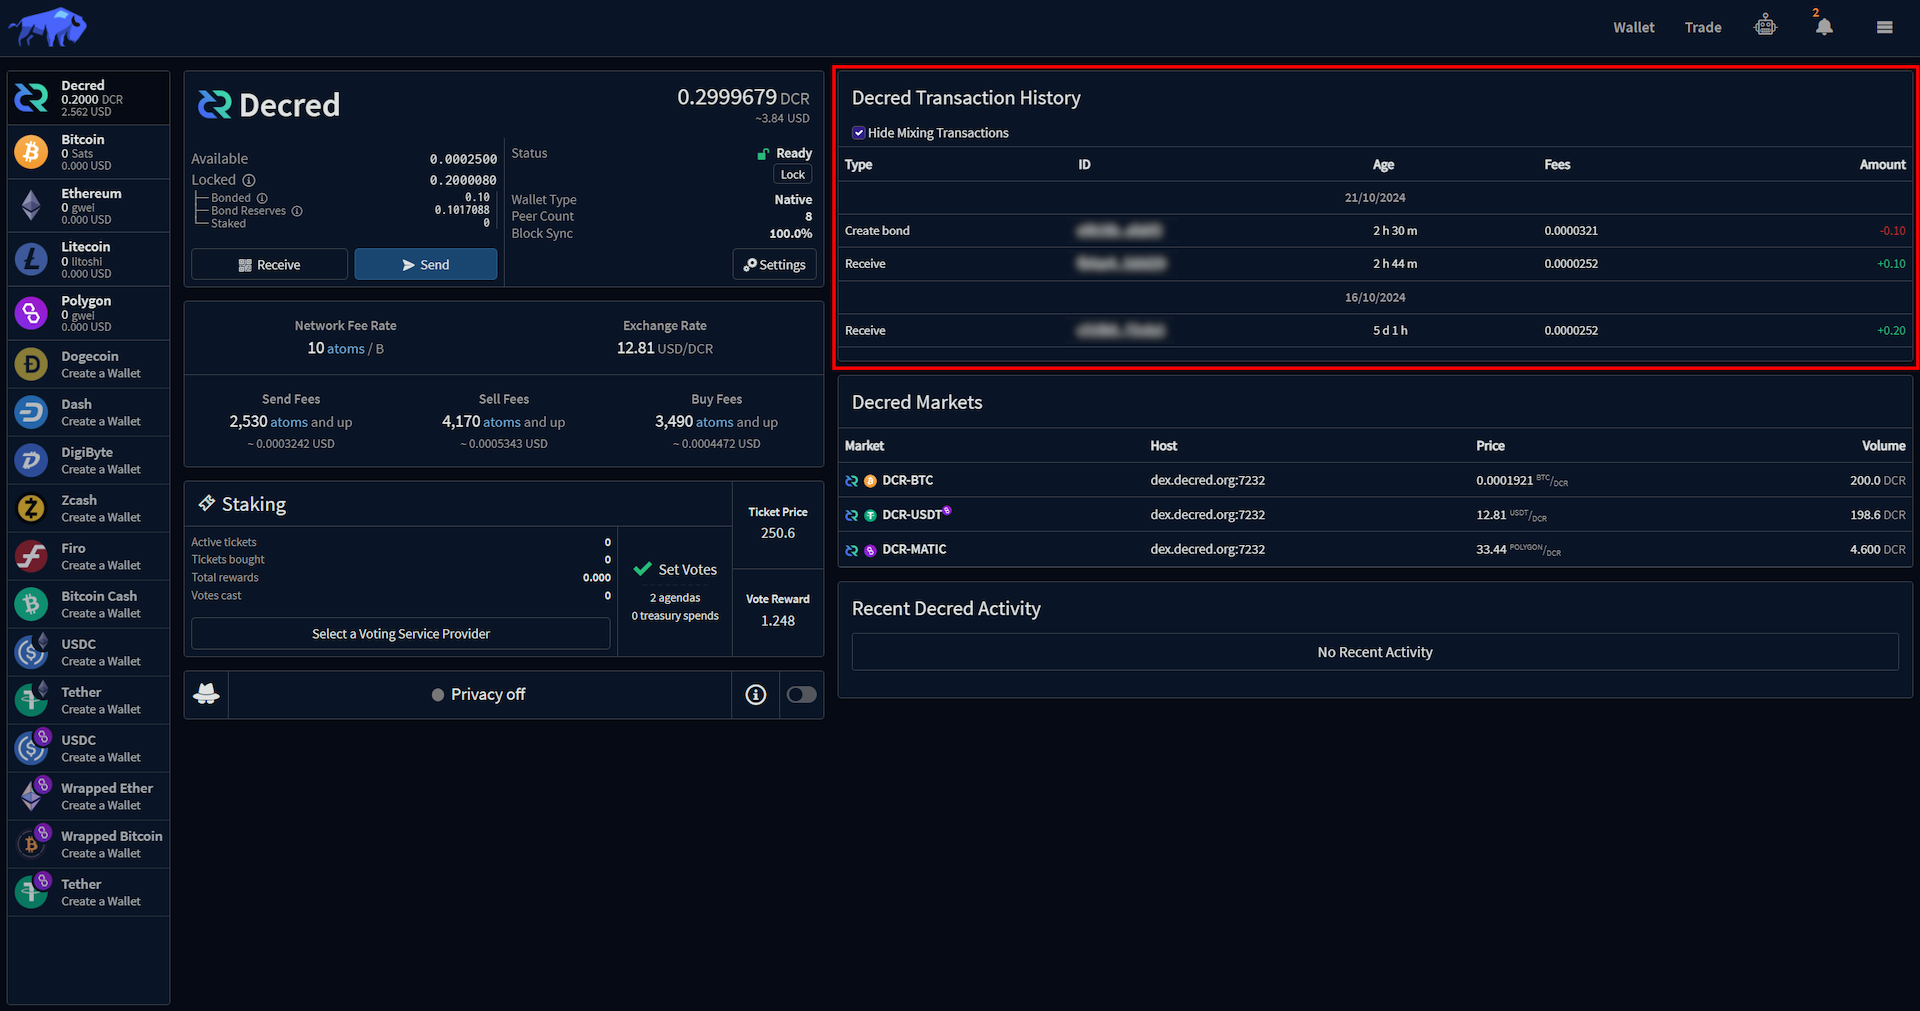 Wallet
Trade
2
Decred
0.2000 DCR
2.562 USD
Bitcoin
0 Sats
0.000 USD
Ethereum
0 gwei
0.000 USD
Litecoin
0 litoshi
0.000 USD
Polygon
0 gwei
0.000 USD
Dogecoin
Create a Wallet
Dash
Create a Wallet
DigiByte
Create a Wallet
Zcash
Create a Wallet
Firo
Create a Wallet
Bitcoin Cash
Create a Wallet
USDC
Create a Wallet
Tether
Create a Wallet
USDC
Create a Wallet
Wrapped Ether
Create a Wallet
Wrapped Bitcoin
Create a Wallet
Tether
Create a Wallet
Decred
0.2999679 DCR
~3.84 USD
Available 0.0002500
Locked 0.2000080
Bonded 0.10
Bond Reserves 0.1017088
Staked 0
Receive
Send
Status Ready
Lock
Wallet Type Native
Peer Count 8
Block Sync 100.0%
Settings
Network Fee Rate
10 atoms / B
Exchange Rate
12.81 USD/DCR
Send Fees
2,530 atoms and up
~ 0.0003242 USD
Sell Fees
4,170 atoms and up
~ 0.0005343 USD
Buy Fees
3,490 atoms and up
~ 0.0004472 USD
Staking
Active tickets 0
Tickets bought 0
Total rewards 0.000
Votes cast 0
Select a Voting Service Provider
Set Votes
2 agendas
0 treasury spends
Ticket Price
250.6
Vote Reward
1.248
Privacy off
Decred Transaction History
Hide Mixing Transactions
Type ID Age Fees Amount
21/10/2024
Create bond 2 h 30 m 0.0000321 -0.10
Receive 2 h 44 m 0.0000252 +0.10
16/10/2024
Receive 5 d 1 h 0.0000252 +0.20
Decred Markets
Market Host Price Volume
DCR-BTC dex.decred.org:7232 0.0001921 BTC/DCR 200.0 DCR
DCR-USDT dex.decred.org:7232 12.81 USDT/DCR 198.6 DCR
DCR-MATIC dex.decred.org:7232 33.44 POLYGON/DCR 4.600 DCR
Recent Decred Activity
No Recent Activity